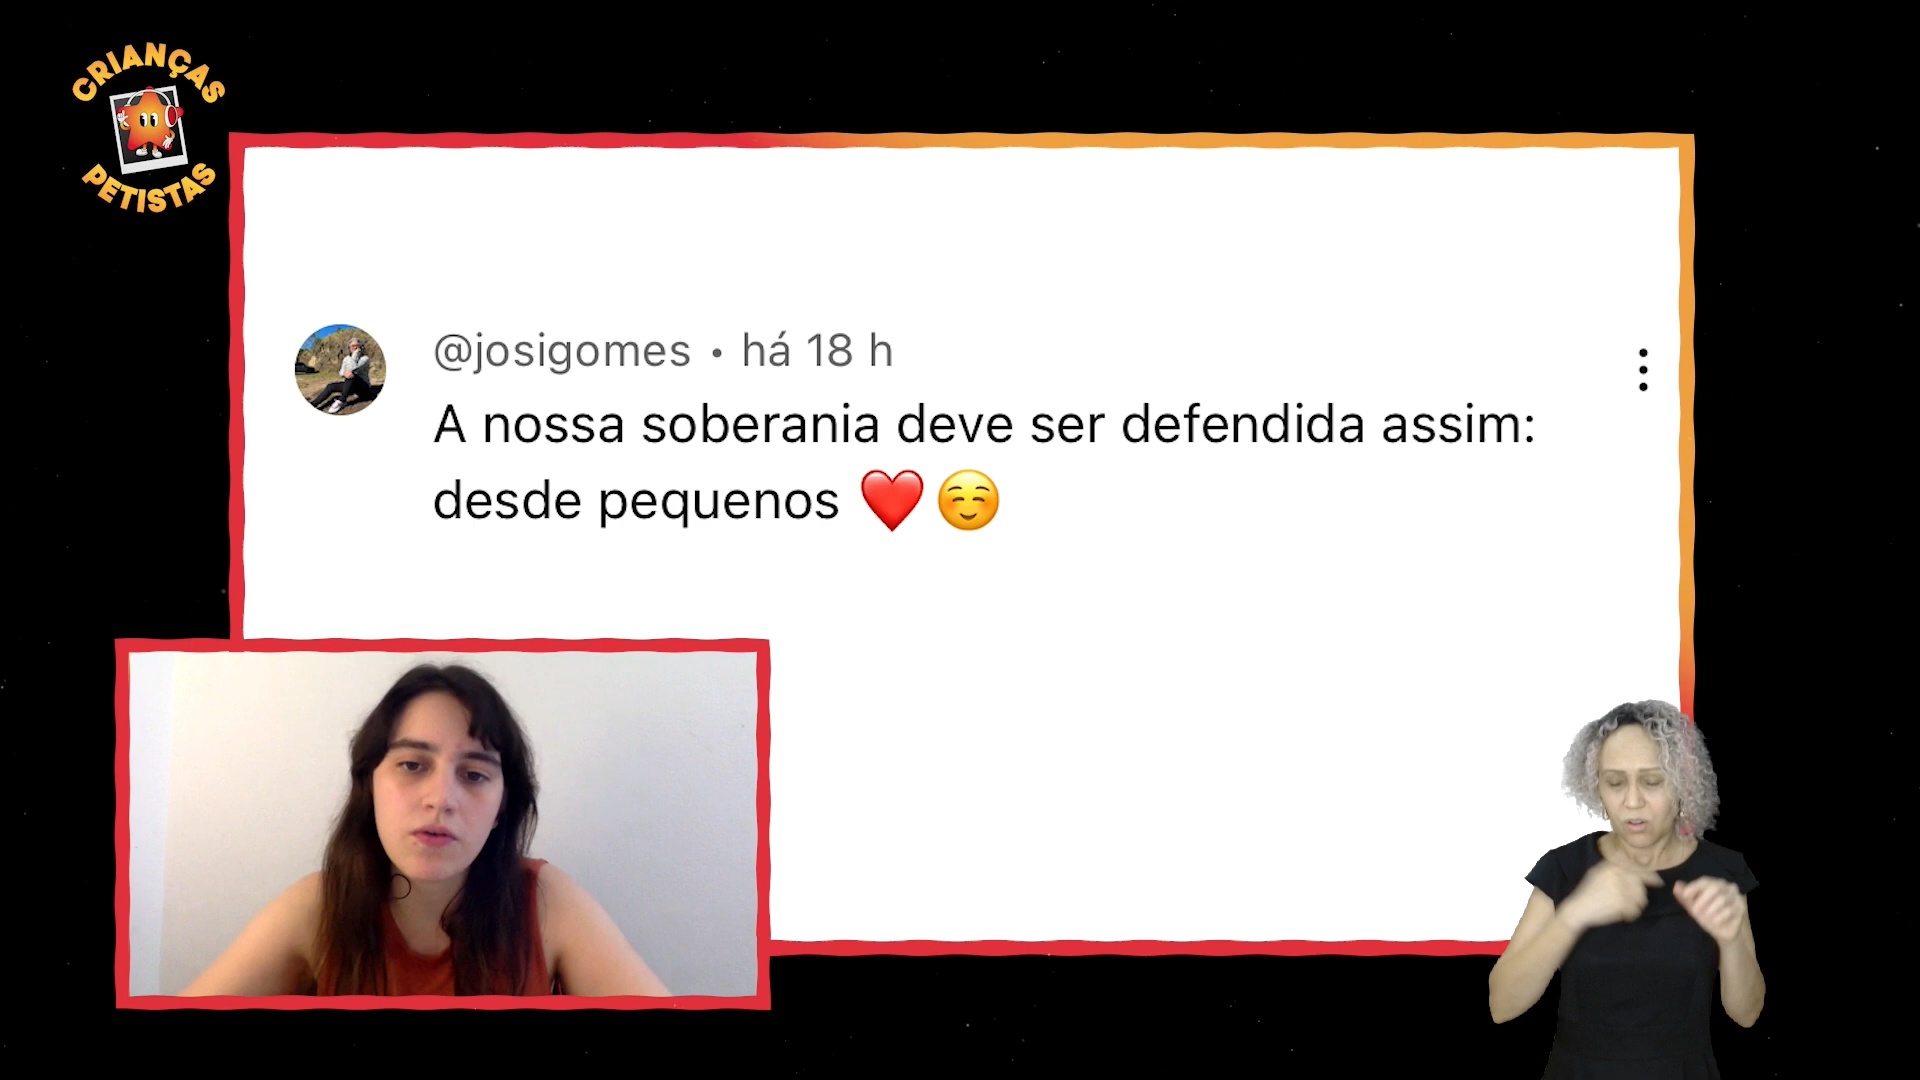 CRIANÇAS
PETISTAS
@josigomes • há 18 h
A nossa soberania deve ser defendida assim:
desde pequenos ❤️☺️